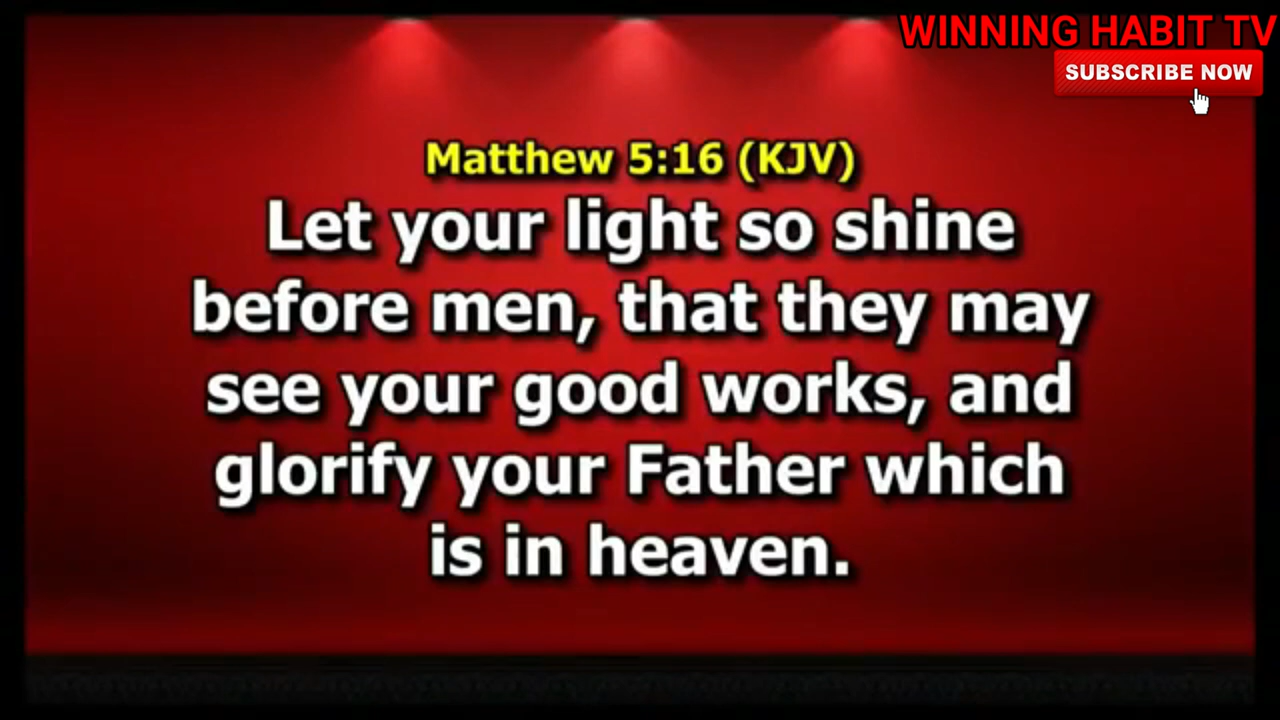 WINNING HABIT TV
SUBSCRIBE NOW
Matthew 5:16 (KJV)
Let your light so shine
before men, that they may
see your good works, and
glorify your Father which
is in heaven.